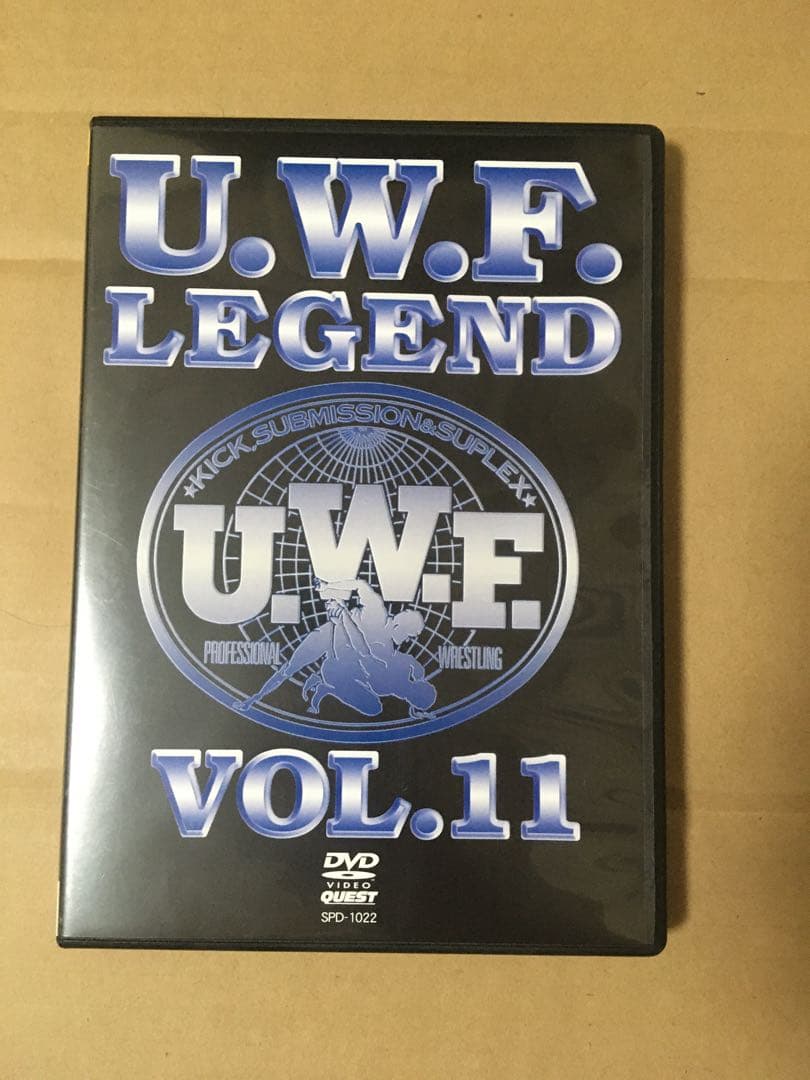 U.W.F.
LEGEND
★KICK,SUBMISSION&SUPLEX★
U.W.F.
PROFESSIONAL WRESTLING
VOL.11
DVD
VIDEO
QUEST
SPD-1022